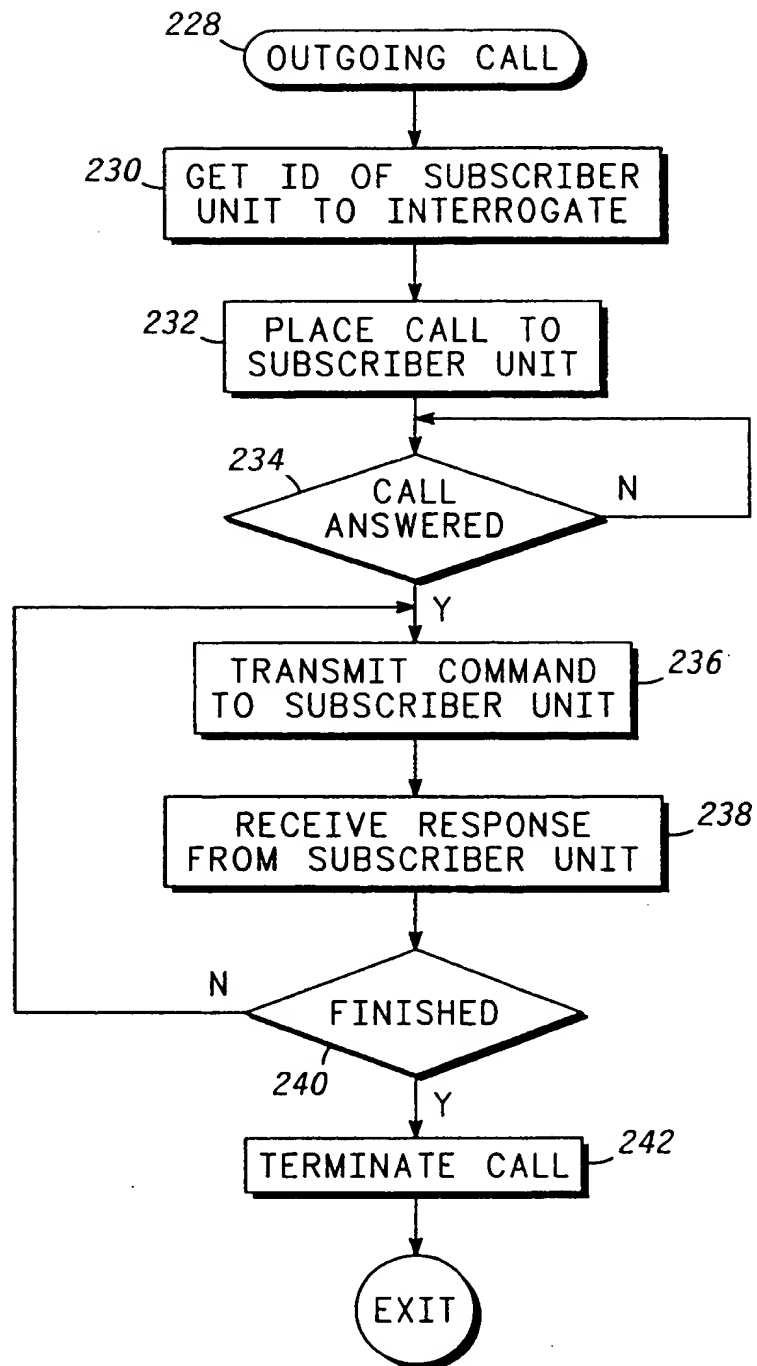 228
OUTGOING CALL
230
GET ID OF SUBSCRIBER
UNIT TO INTERROGATE
232
PLACE CALL TO
SUBSCRIBER UNIT
234
CALL
ANSWERED
N
Y
TRANSMIT COMMAND
TO SUBSCRIBER UNIT
236
RECEIVE RESPONSE
FROM SUBSCRIBER UNIT
238
N
FINISHED
240
Y
TERMINATE CALL
242
EXIT